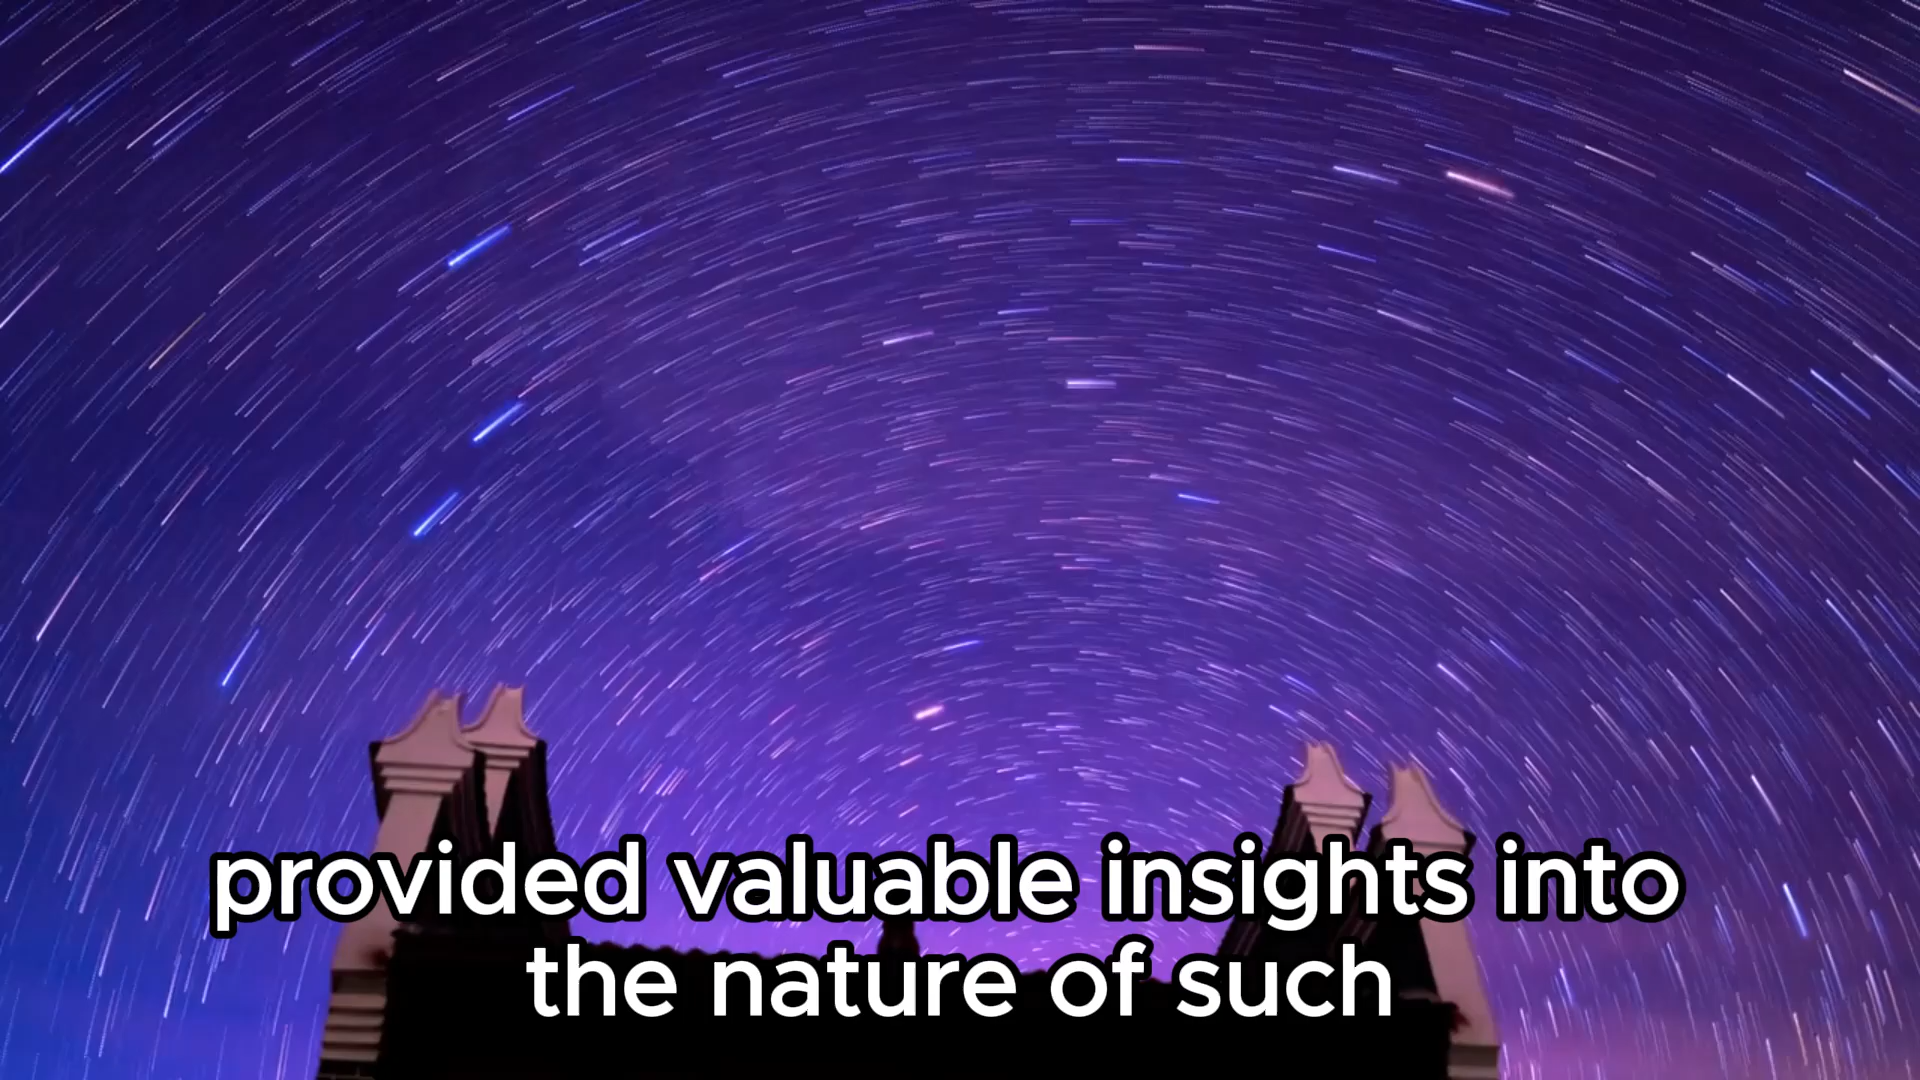 provided valuable insights into
the nature of such